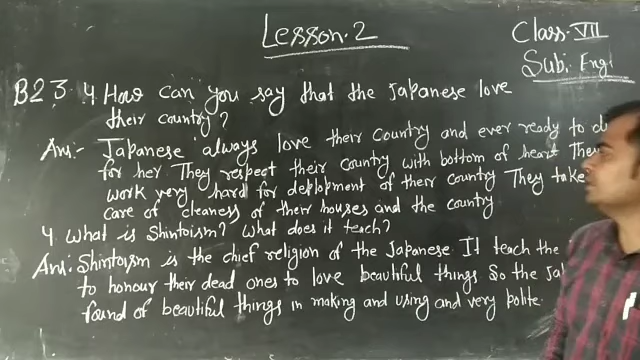 Lesson. 2
Class. VII
Sub: Engl
B2 3. 4 How can you say that the Japanese love
their country?
Ans:- Japanese always love their country and ever ready to
for her They respect their country with bottom of heart
work very hard for deplopment of their country They take
care of cleaness of their houses and the country
4. What is Shintoism? What does it teach?
Ans: Shintoism is the chief religion of the Japanese It teach the
to honour their dead ones to love beautiful things So the
found of beautiful things in making and using and very polite.